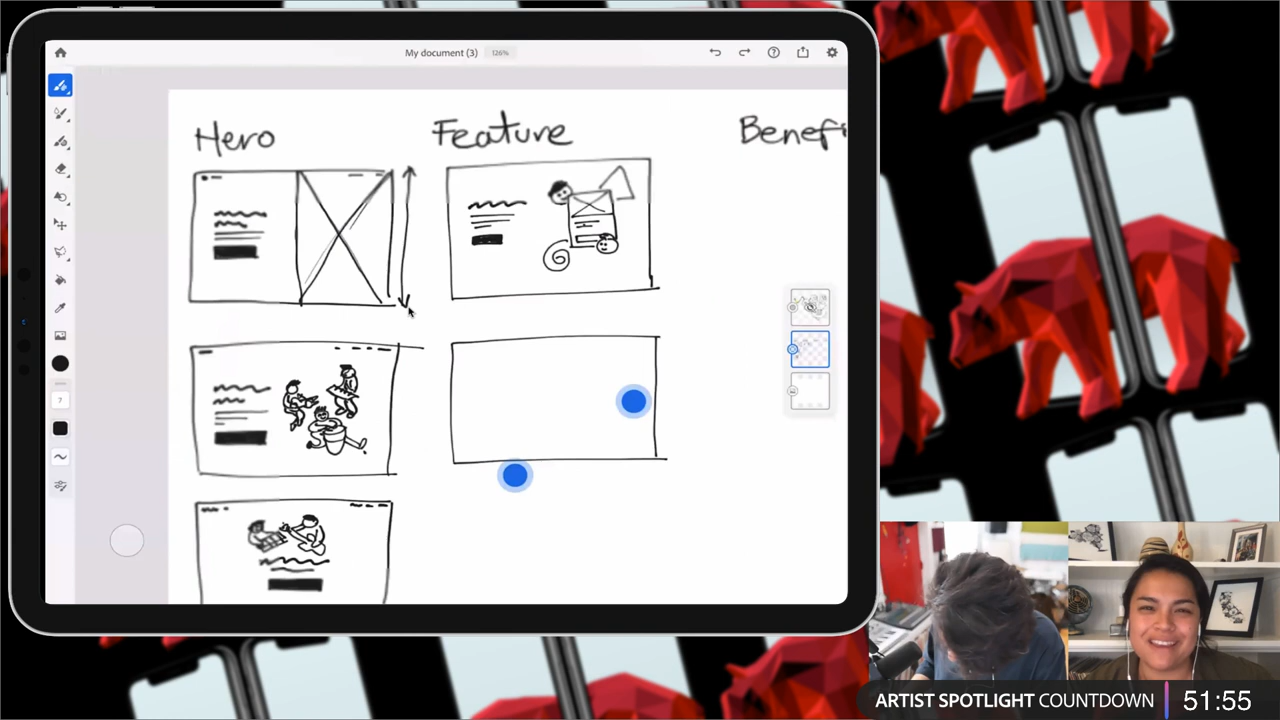 My document (3)
126%
Hero
Feature
Benefi
7
ARTIST SPOTLIGHT COUNTDOWN
51:55